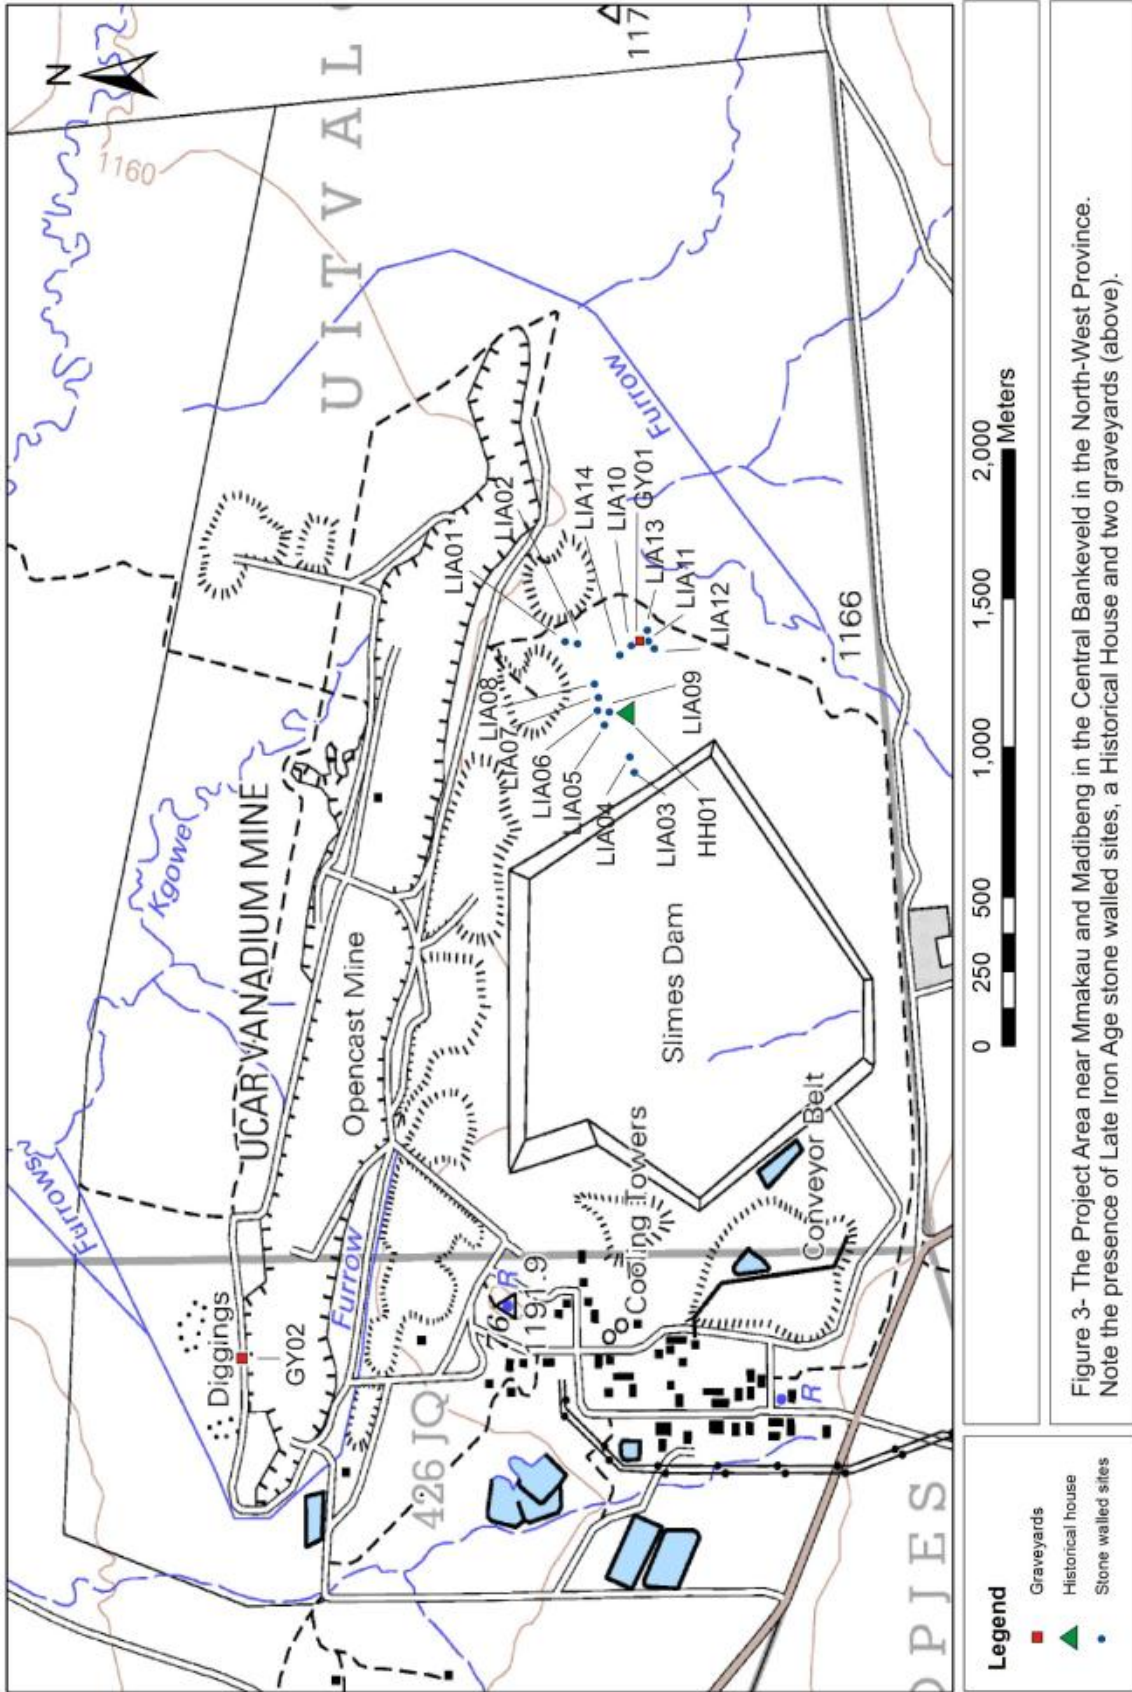 N
117
1160
UITVAL
Kgowe
Furrows
UCAR VANADIUM MINE
Opencast Mine
Diggings
GY02
Furrow
Furrow
LIA01
LIA02
LIA14
LIA10
GY01
LIA13
LIA11
LIA12
LIA08
LIA07
LIA06
LIA05
LIA04
LIA03
HH01
LIA09
1166
Slimes Dam
Cooling Towers
Conveyor Belt
R
1191.9
R
426 JQ
OPJES
0 250 500 1,000 1,500 2,000
Meters
Legend
Graveyards
Historical house
Stone walled sites
Figure 3- The Project Area near Mmakau and Madibeng in the Central Bankeveld in the North-West Province.
Note the presence of Late Iron Age stone walled sites, a Historical House and two graveyards (above).